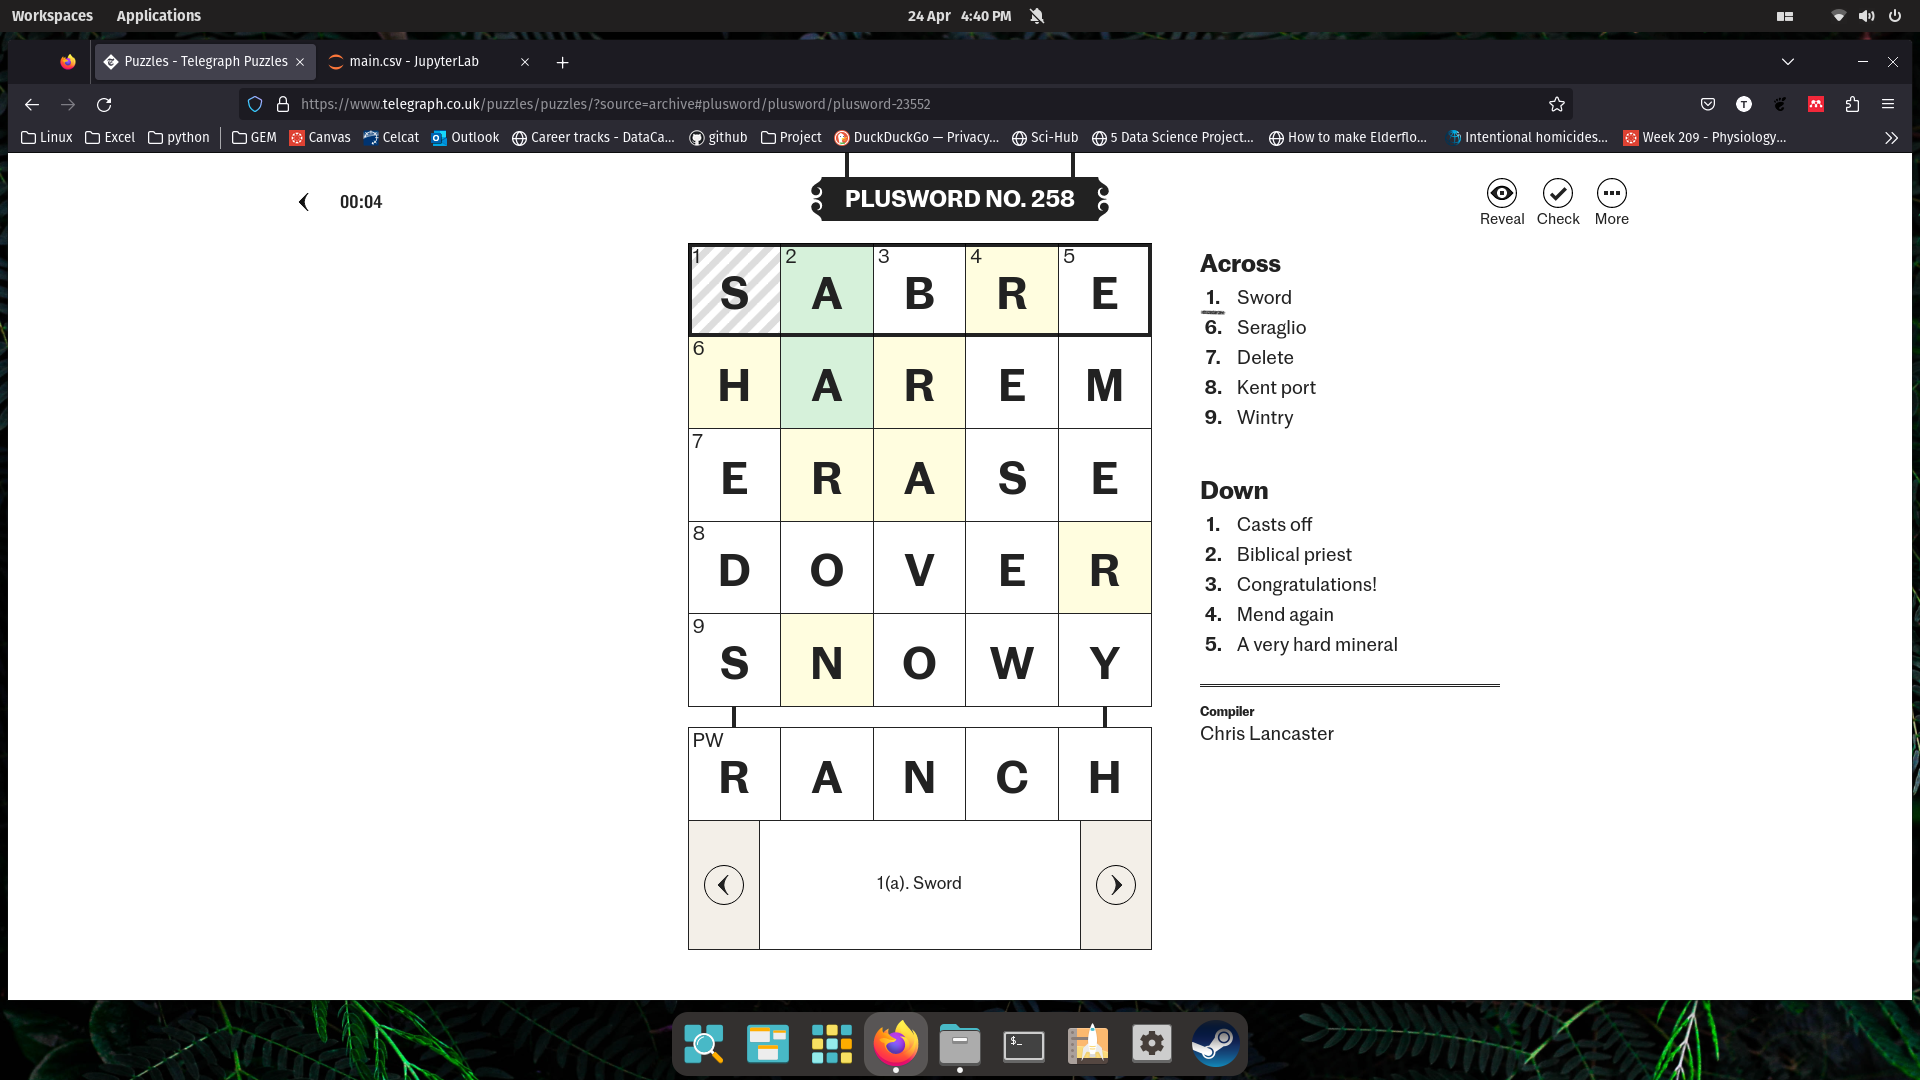 Workspaces Applications 24 Apr 4:40 PM
Puzzles - Telegraph Puzzles main.csv - JupyterLab
https://www.telegraph.co.uk/puzzles/puzzles/?source=archive#plusword/plusword/plusword-23552
Linux Excel python GEM Canvas Celcat Outlook Career tracks - DataCa... github Project DuckDuckGo — Privacy... Sci-Hub 5 Data Science Project... How to make Elderflo... Intentional homicides... Week 209 - Physiology...
00:04
PLUSWORD NO. 258
Reveal Check More
1 2 3 4 5
S A B R E
6
H A R E M
7
E R A S E
8
D O V E R
9
S N O W Y
PW
R A N C H
1(a). Sword
Across
1. Sword
6. Seraglio
7. Delete
8. Kent port
9. Wintry
Down
1. Casts off
2. Biblical priest
3. Congratulations!
4. Mend again
5. A very hard mineral
Compiler
Chris Lancaster
$_